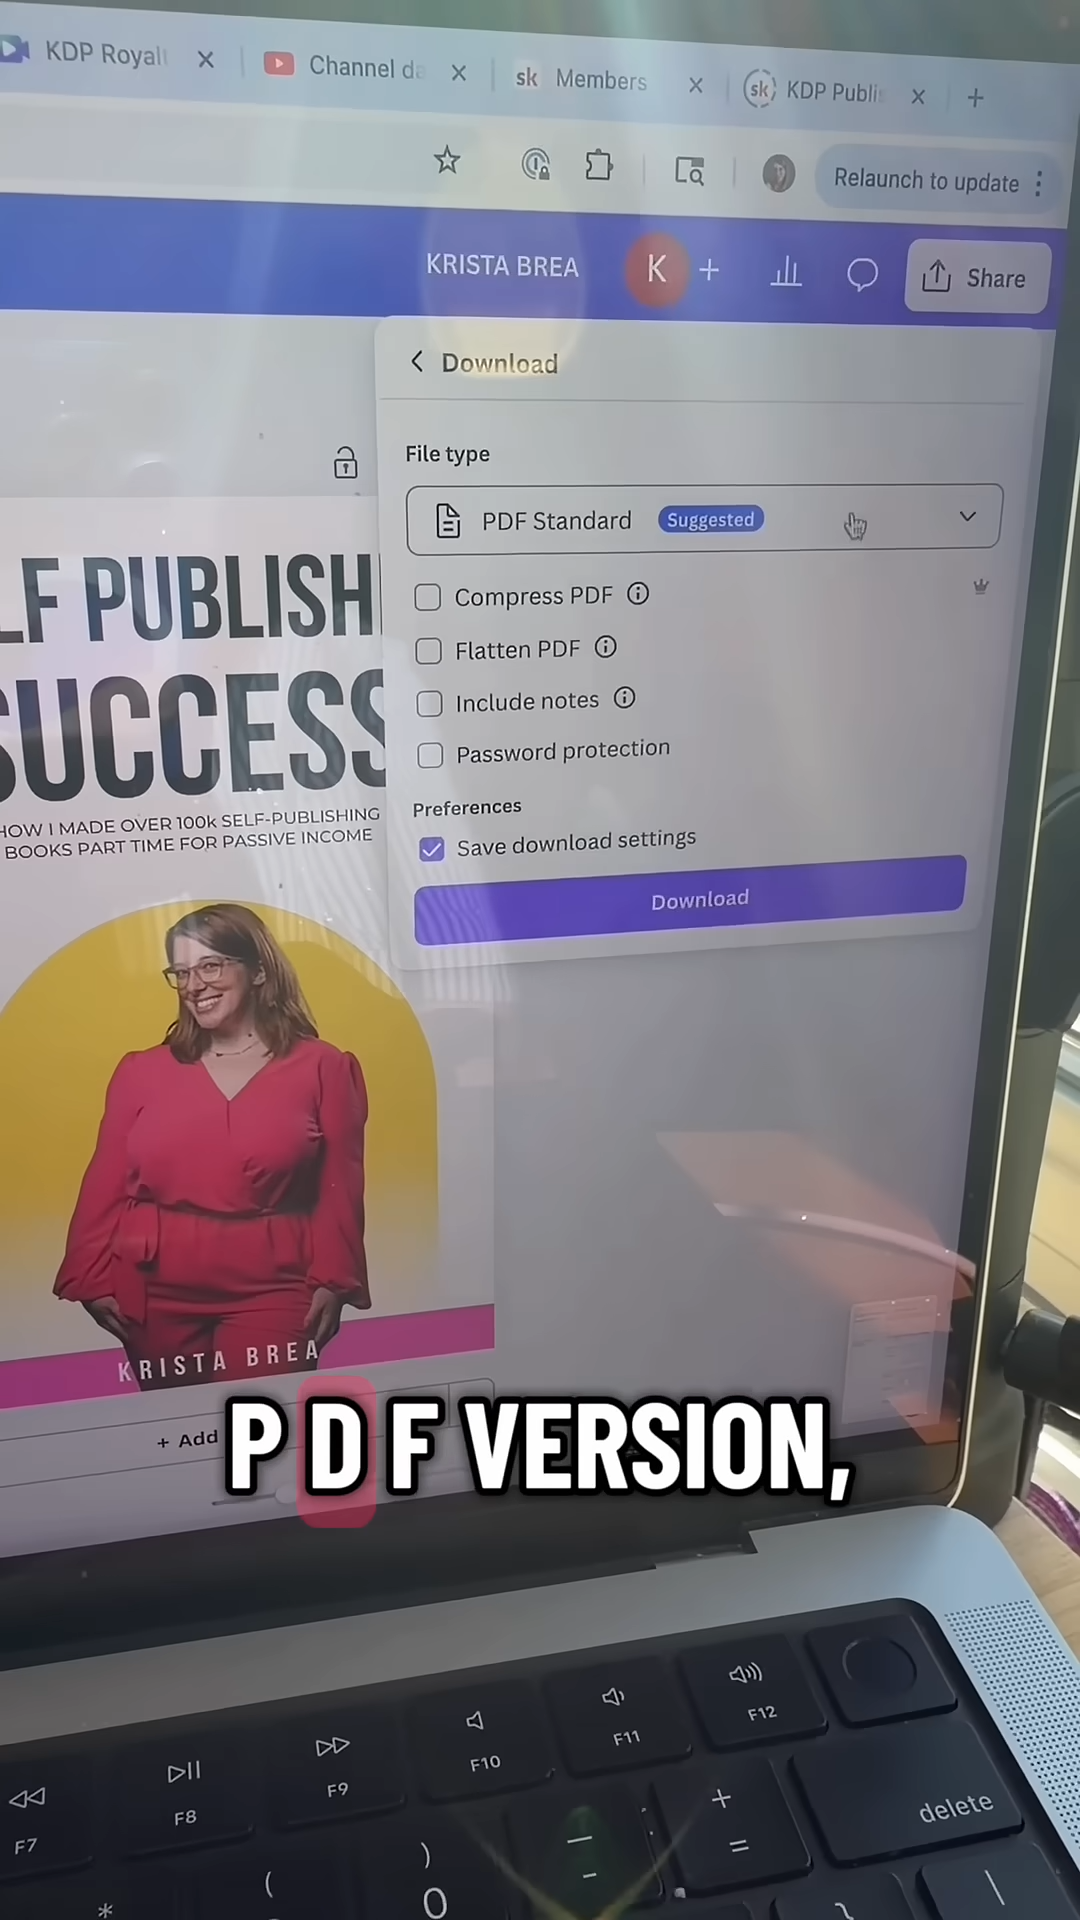 KDP Royal
Channel da
sk Members
sk KDP Publis
Relaunch to update
KRISTA BREA
K
Share
Download
File type
PDF Standard
Suggested
Compress PDF
Flatten PDF
Include notes
Password protection
Preferences
Save download settings
Download
LF PUBLISH
SUCCESS
HOW I MADE OVER 100k SELF-PUBLISHING
BOOKS PART TIME FOR PASSIVE INCOME
KRISTA BREA
+ Add
P D F VERSION,
F7
F8
F9
F10
F11
F12
delete
*
(
)
0
—
-
+
=
}
|